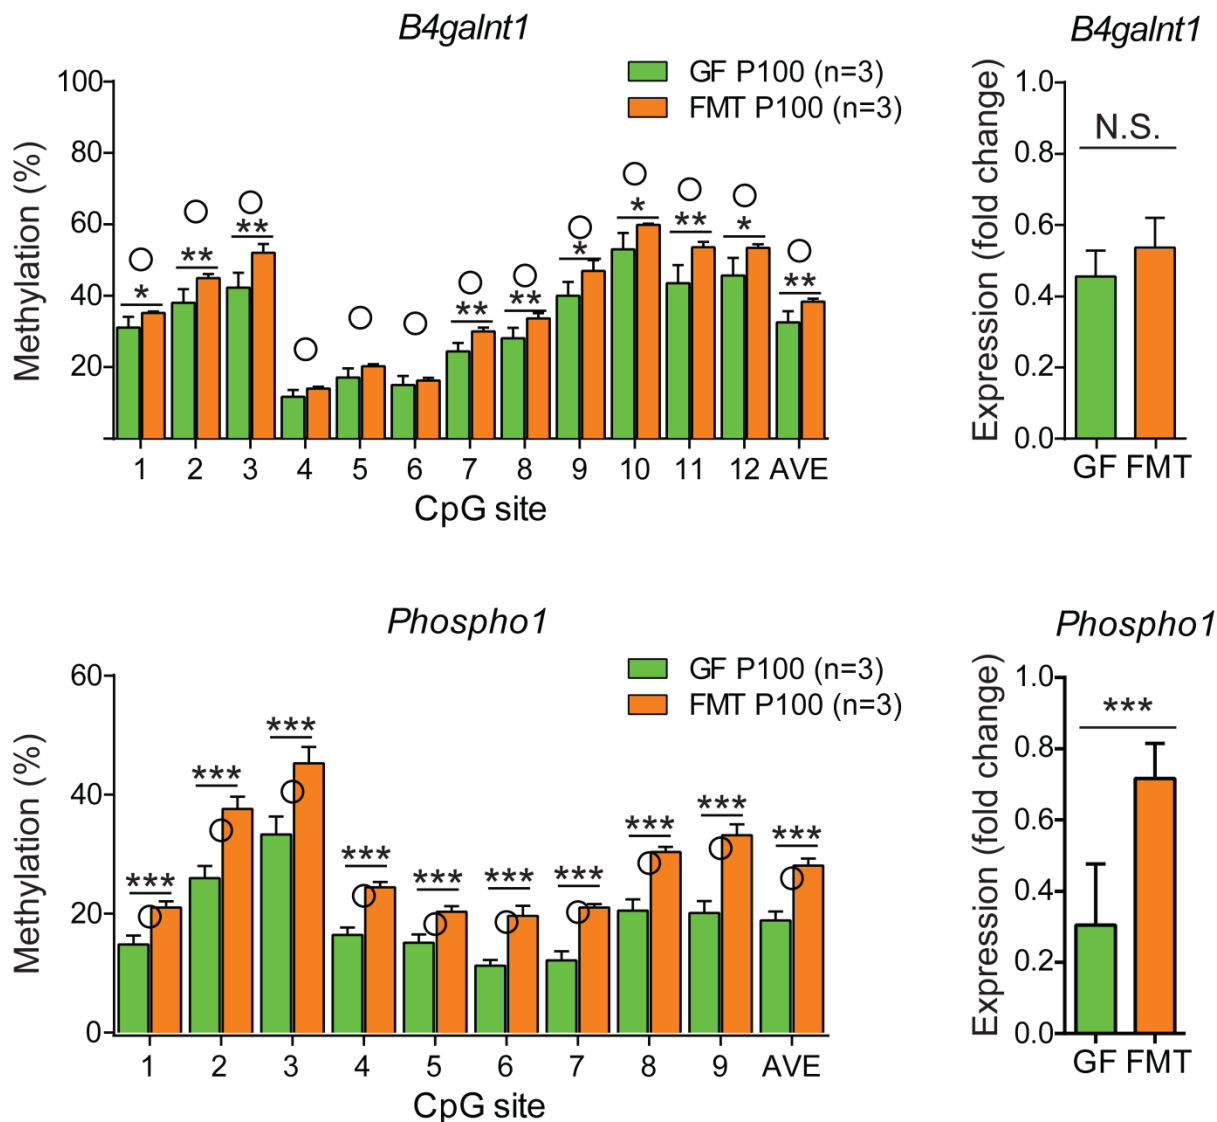 B4galnt1
GF P100 (n=3)
FMT P100 (n=3)
Methylation (%)
100
80
60
40
20
*
**
**
**
**
*
*
**
*
**
1 2 3 4 5 6 7 8 9 10 11 12 AVE
CpG site
B4galnt1
Expression (fold change)
1.0
0.8
0.6
0.4
0.2
0.0
N.S.
GF FMT
Phospho1
GF P100 (n=3)
FMT P100 (n=3)
Methylation (%)
60
40
20
0
***
***
***
***
***
***
***
***
***
***
1 2 3 4 5 6 7 8 9 AVE
CpG site
Phospho1
Expression (fold change)
1.0
0.8
0.6
0.4
0.2
0.0
***
GF FMT